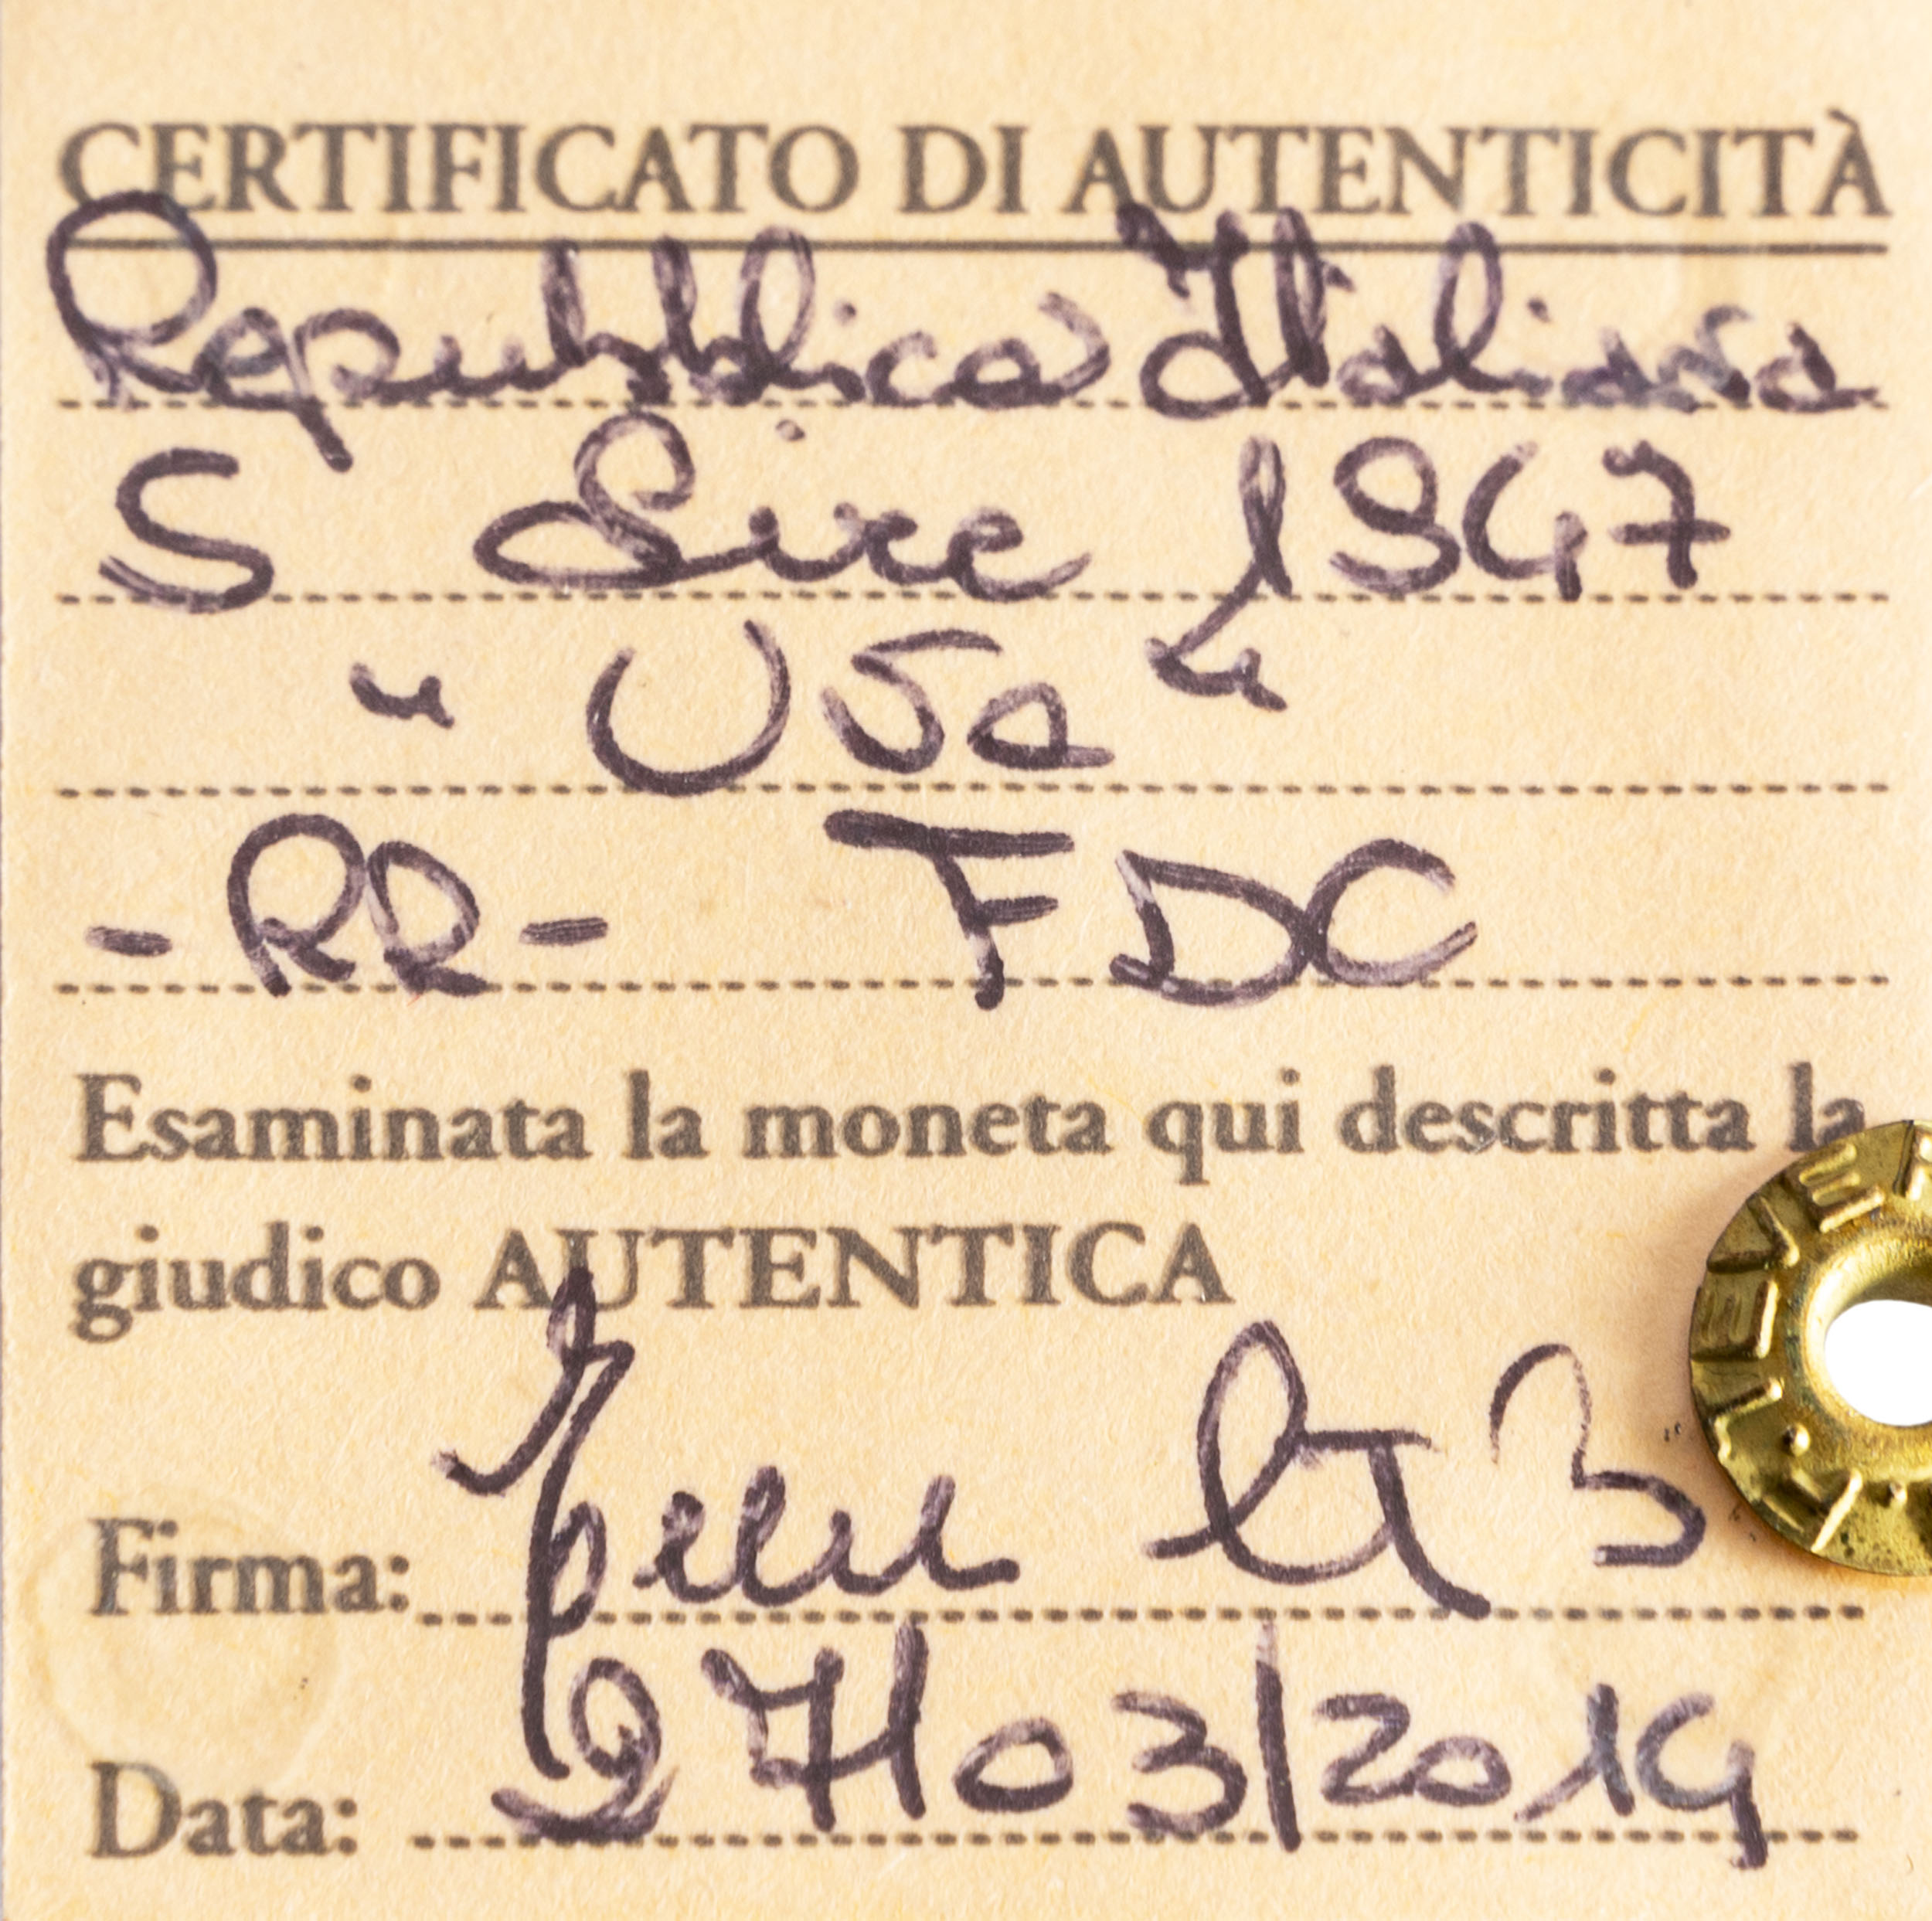 CERTIFICATO DI AUTENTICITÀ
Repubblica Italiana
5 Lire 1947
"Uva"
-RR- FDC
Esaminata la moneta qui descritta la
giudico AUTENTICA
Firma:
Data: 27/03/2014